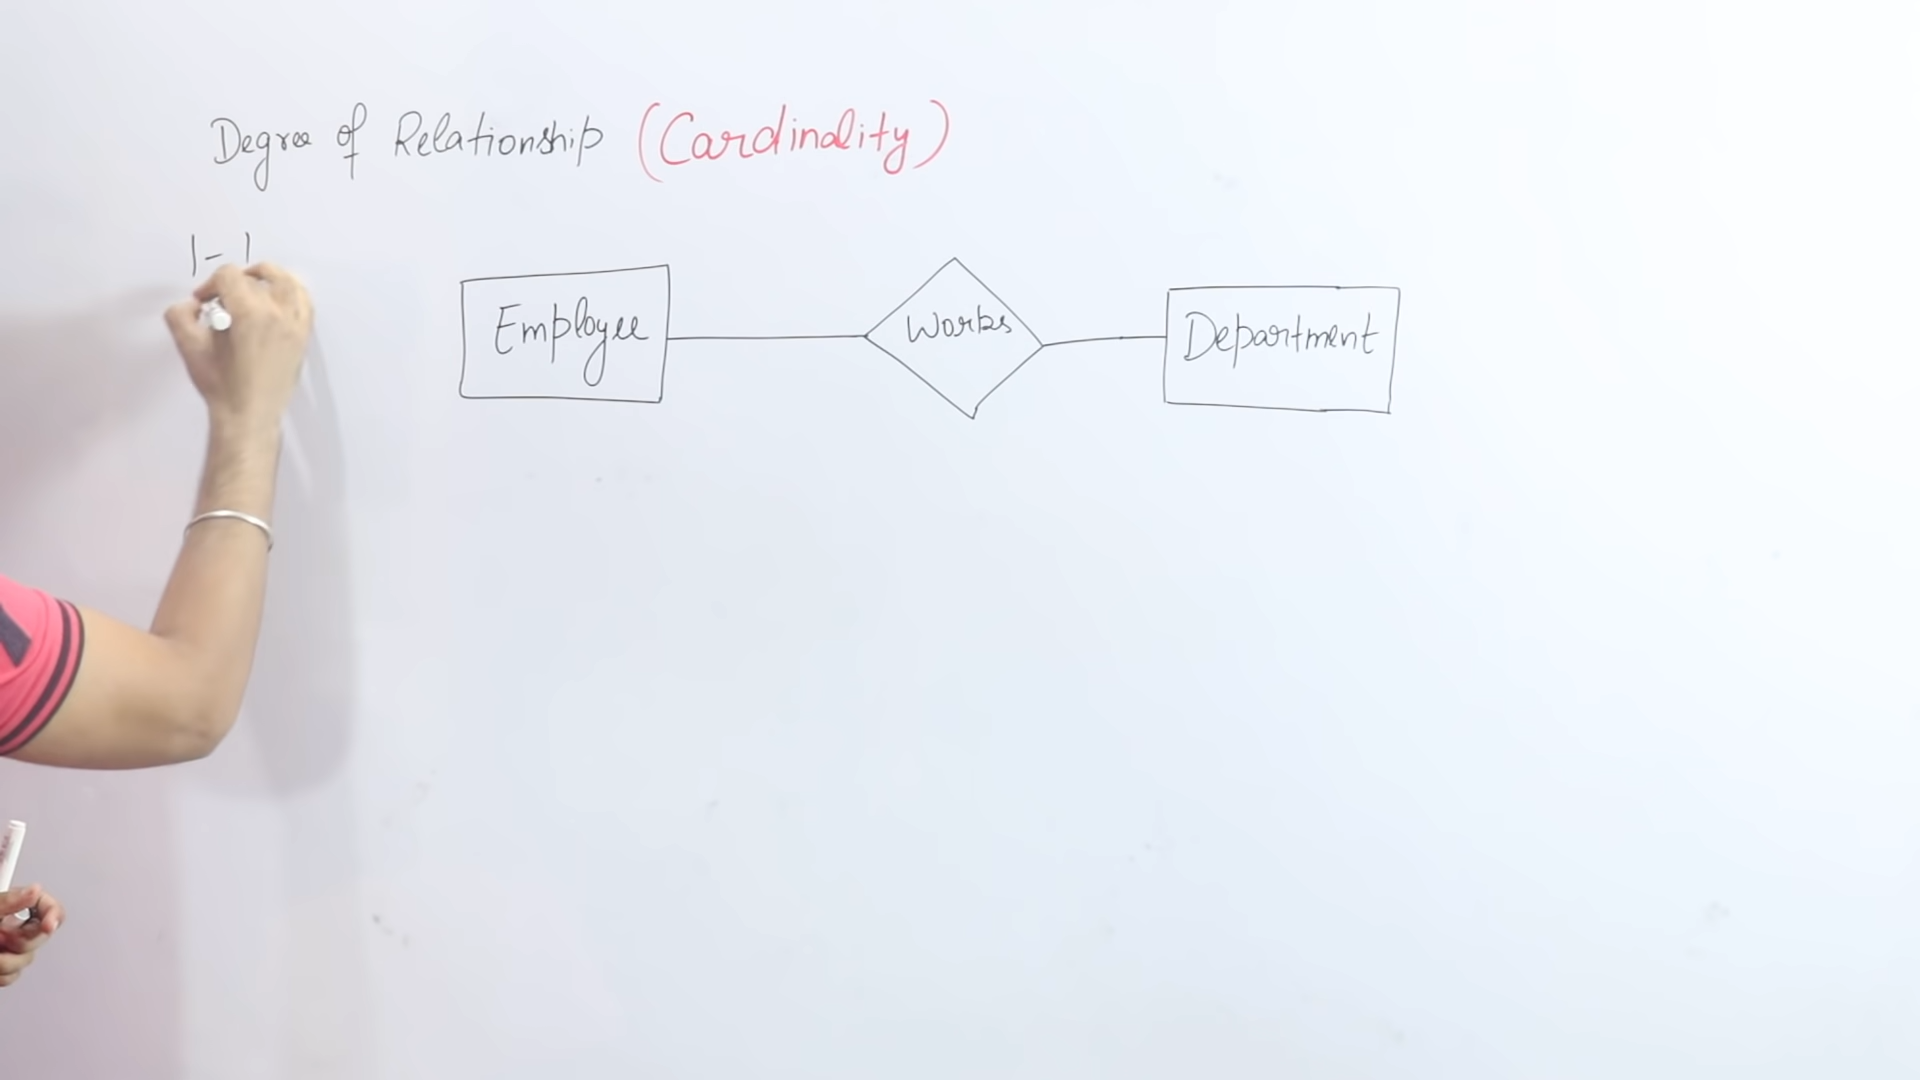 Degree of Relationship (Cardinality)
1-1
Employee
Works
Department